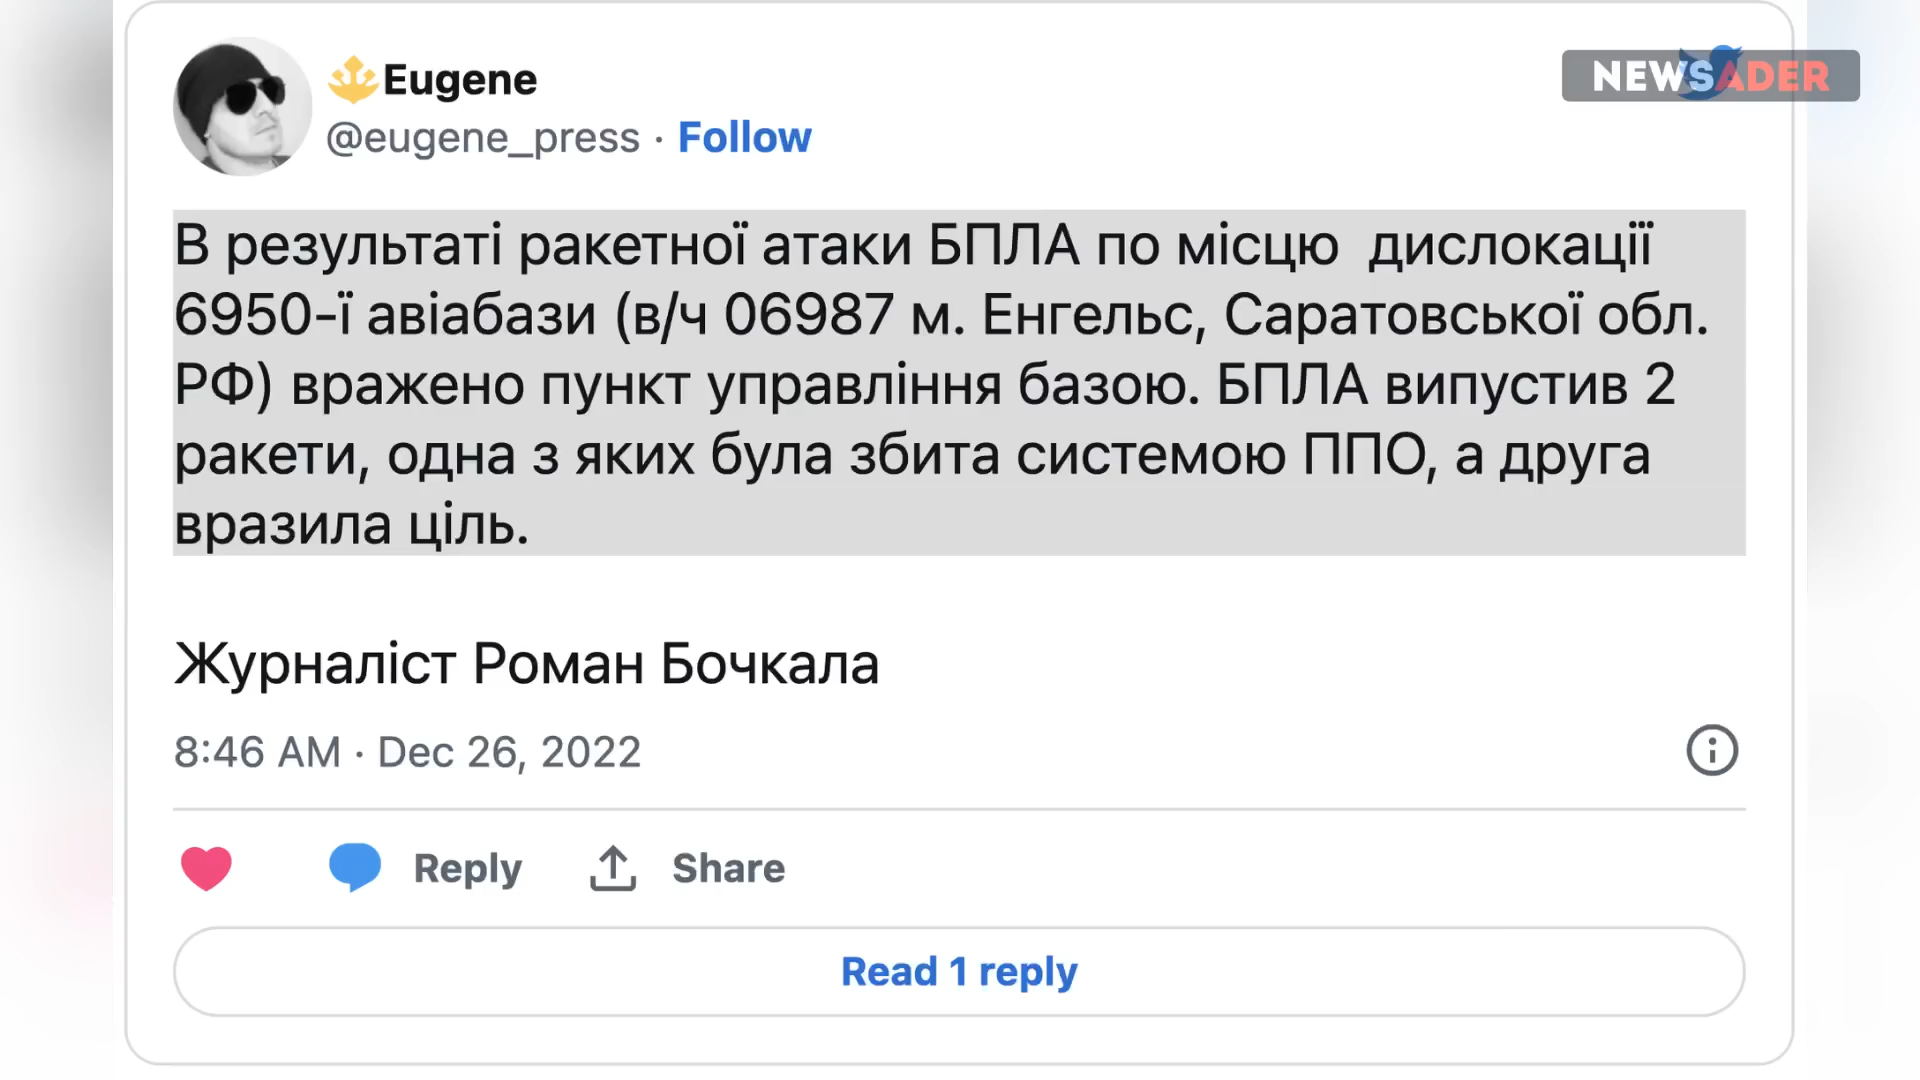 Eugene
NEWSADER
@eugene_press · Follow
В результаті ракетної атаки БПЛА по місцю  дислокації
6950-ї авіабази (в/ч 06987 м. Енгельс, Саратовської обл.
РФ) вражено пункт управління базою. БПЛА випустив 2
ракети, одна з яких була збита системою ППО, а друга
вразила ціль.
Журналіст Роман Бочкала
8:46 AM · Dec 26, 2022
Reply Share
Read 1 reply